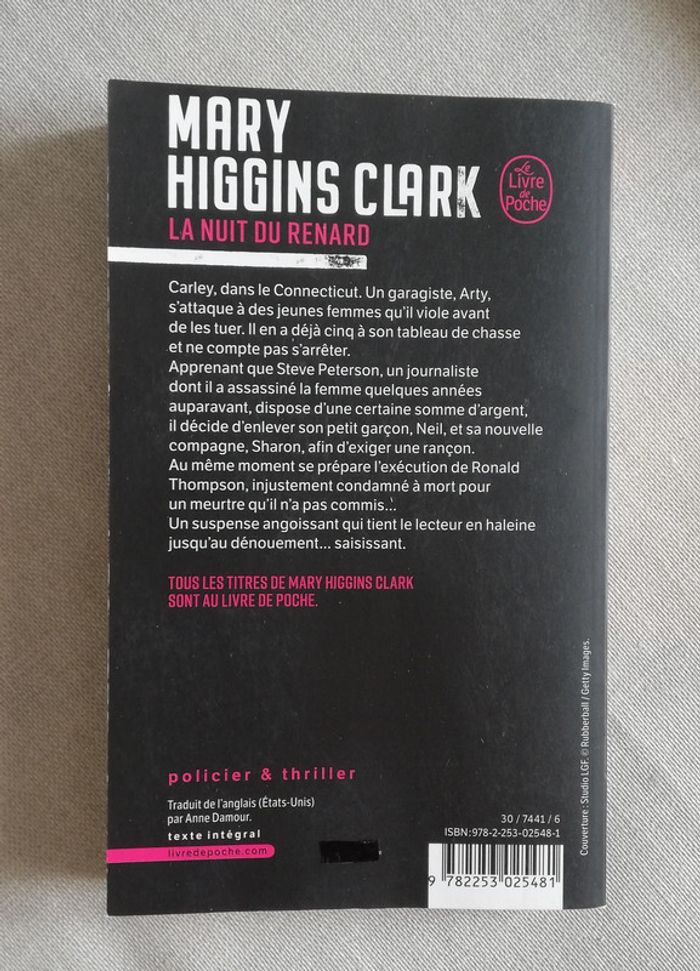 MARY
HIGGINS CLARK
Le
Livre
de
Poche
LA NUIT DU RENARD
Carley, dans le Connecticut. Un garagiste, Arty,
s'attaque à des jeunes femmes qu'il viole avant
de les tuer. Il en a déjà cinq à son tableau de chasse
et ne compte pas s'arrêter.
Apprenant que Steve Peterson, un journaliste
dont il a assassiné la femme quelques années
auparavant, dispose d'une certaine somme d'argent,
il décide d'enlever son petit garçon, Neil, et sa nouvelle
compagne, Sharon, afin d'exiger une rançon.
Au même moment se prépare l'exécution de Ronald
Thompson, injustement condamné à mort pour
un meurtre qu'il n'a pas commis...
Un suspense angoissant qui tient le lecteur en haleine
jusqu'au dénouement... saisissant.
TOUS LES TITRES DE MARY HIGGINS CLARK
SONT AU LIVRE DE POCHE.
policier & thriller
Traduit de l'anglais (États-Unis)
par Anne Damour.
texte intégral
livredepoche.com
30 / 7441 / 6
ISBN: 978-2-253-02548-1
9 782253 025481
Couverture : Studio LGF. © Rubberball / Getty Images.